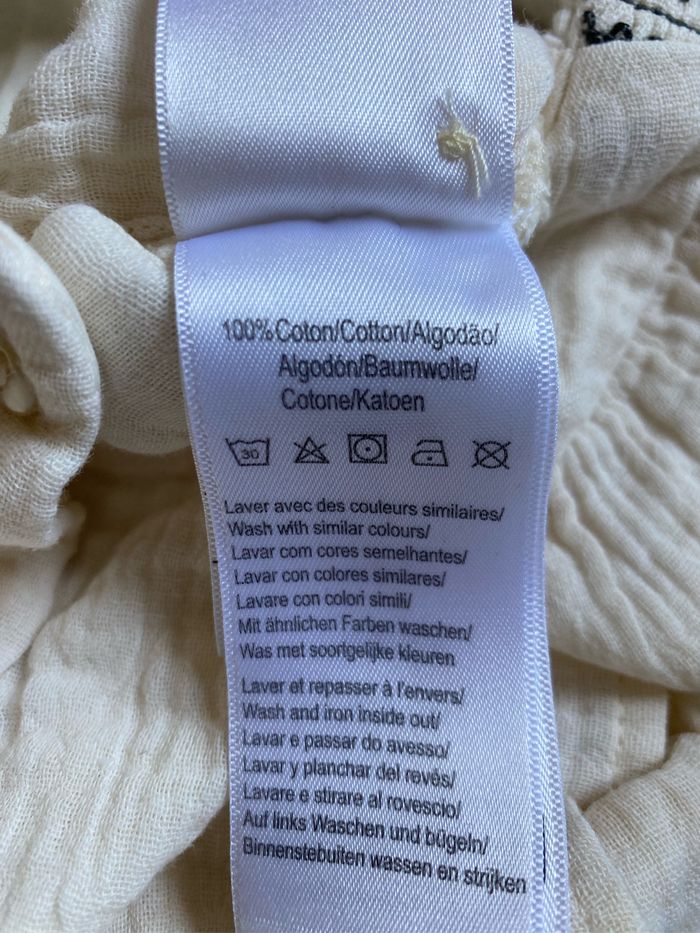 100% Coton/Cotton/Algodão/
Algodón/Baumwolle/
Cotone/Katoen
30
Laver avec des couleurs similaires/
Wash with similar colours/
Lavar com cores semelhantes/
Lavar con colores similares/
Lavare con colori simili/
Mit ähnlichen Farben waschen/
Was met soortgelijke kleuren
Laver et repasser à l'envers/
Wash and iron inside out/
Lavar e passar do avesso/
Lavar y planchar del revés/
Lavare e stirare al rovescio/
Auf links Waschen und bügeln/
Binnenstebuiten wassen en strijken